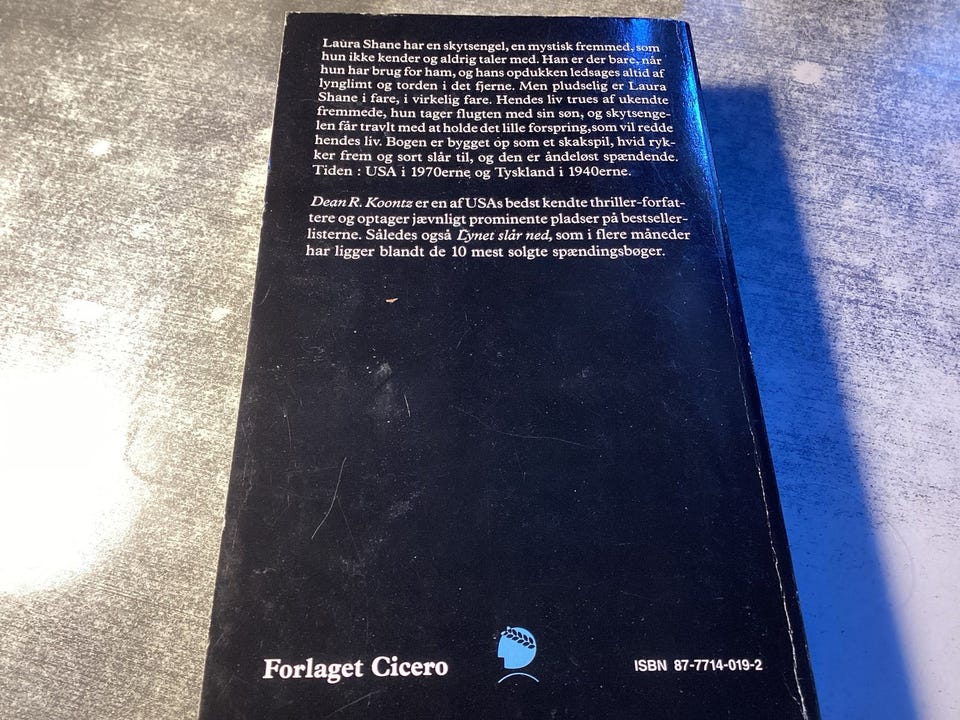 Laura Shane har en skytsengel, en mystisk fremmed, som
hun ikke kender og aldrig taler med. Han er der bare, når
hun har brug for ham, og hans opdukken ledsages altid af
lynglimt og torden i det fjerne. Men pludselig er Laura
Shane i fare, i virkelig fare. Hendes liv trues af ukendte
fremmede, hun tager flugten med sin søn, og skytsenge-
len får travlt med at holde det lille forspring, som vil redde
hendes liv. Bogen er bygget op som et skakspil, hvid ryk-
ker frem og sort slår til, og den er åndeløst spændende.
Tiden : USA i 1970erne og Tyskland i 1940erne.
Dean R. Koontz er en af USAs bedst kendte thriller-forfat-
tere og optager jævnligt prominente pladser på bestseller-
listerne. Således også Lynet slår ned, som i flere måneder
har ligger blandt de 10 mest solgte spændingsbøger.
Forlaget Cicero
ISBN 87-7714-019-2